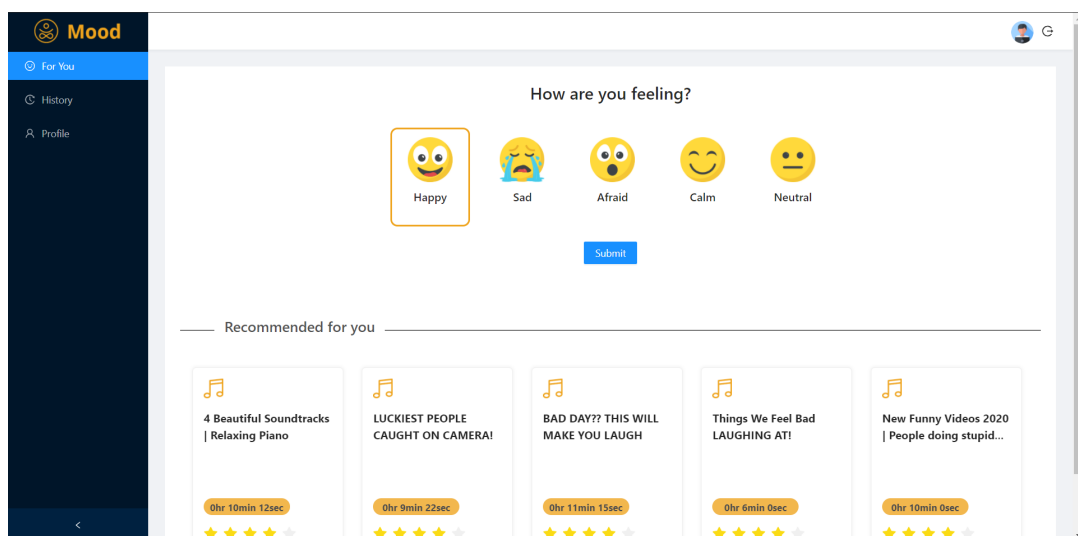 Mood
For You
History
Profile
How are you feeling?
Happy
Sad
Afraid
Calm
Neutral
Submit
Recommended for you
4 Beautiful Soundtracks
| Relaxing Piano
0hr 10min 12sec
LUCKIEST PEOPLE
CAUGHT ON CAMERA!
0hr 9min 22sec
BAD DAY?? THIS WILL
MAKE YOU LAUGH
0hr 11min 15sec
Things We Feel Bad
LAUGHING AT!
0hr 6min 0sec
New Funny Videos 2020
| People doing stupid...
0hr 10min 0sec